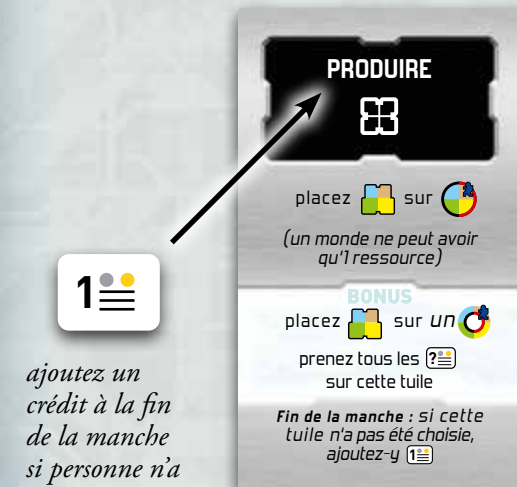 PRODUIRE
placez sur
(un monde ne peut avoir
qu'1 ressource)
BONUS
placez sur un
prenez tous les ?
sur cette tuile
Fin de la manche : si cette
tuile n'a pas été choisie,
ajoutez-y 1
1
ajoutez un
crédit à la fin
de la manche
si personne n'a